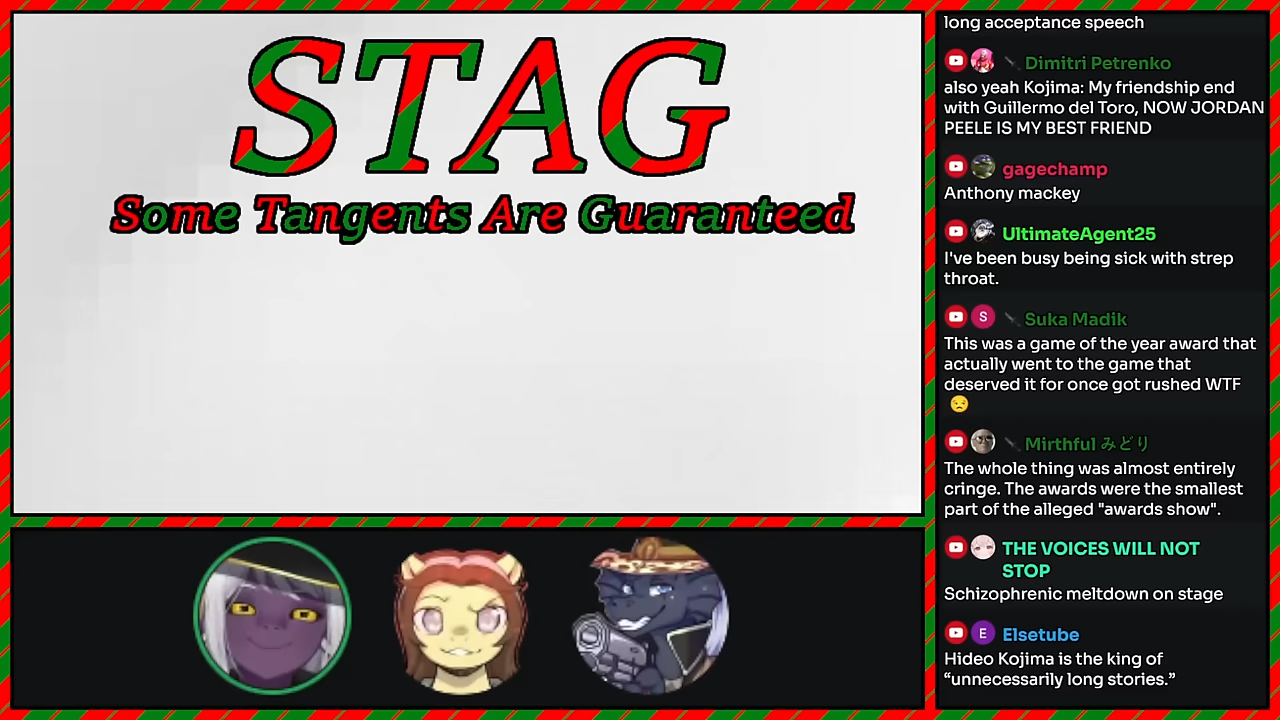 STAG
Some Tangents Are Guaranteed
long acceptance speech
Dimitri Petrenko
also yeah Kojima: My friendship end
with Guillermo del Toro, NOW JORDAN
PEELE IS MY BEST FRIEND
gagechamp
Anthony mackey
UltimateAgent25
I've been busy being sick with strep
throat.
S
Suka Madik
This was a game of the year award that
actually went to the game that
deserved it for once got rushed WTF
Mirthful みどり
The whole thing was almost entirely
cringe. The awards were the smallest
part of the alleged "awards show".
THE VOICES WILL NOT
STOP
Schizophrenic meltdown on stage
E
Elsetube
Hideo Kojima is the king of
“unnecessarily long stories.”